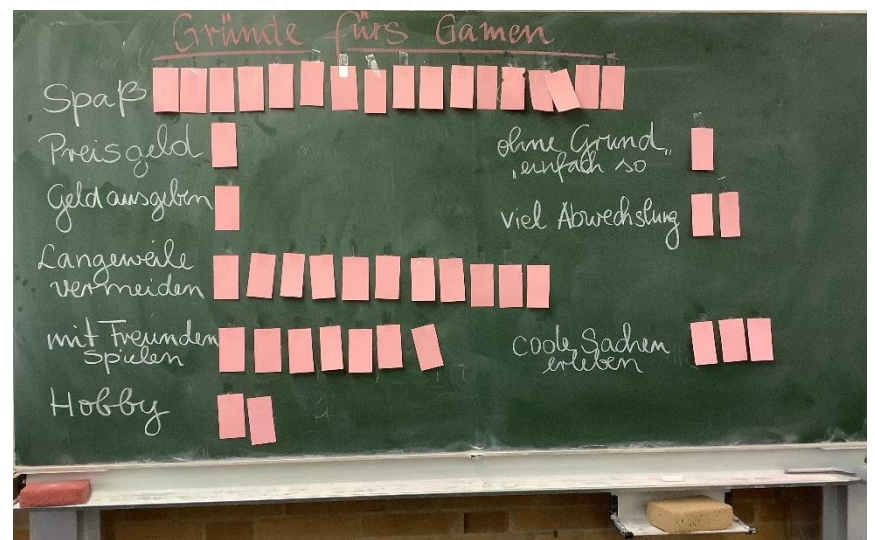 Gründe fürs Gamen
Spaß
Preisgeld
Geld ausgeben
Langeweile
vermeiden
mit Freunden
spielen
Hobby
ohne Grund,
"einfach so"
viel Abwechslung
coole Sachen
erleben